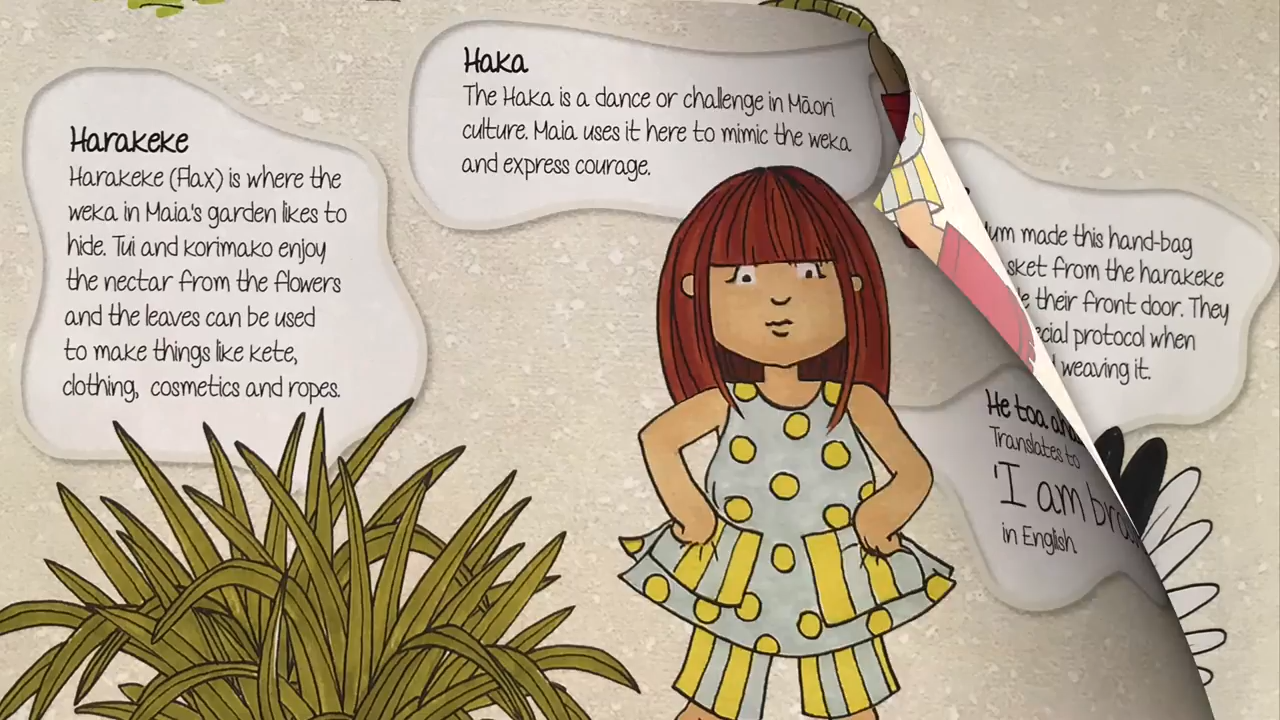 Harakeke
Harakeke (Flax) is where the
weka in Maia's garden likes to
hide. Tui and korimako enjoy
the nectar from the flowers
and the leaves can be used
to make things like kete,
clothing, cosmetics and ropes.
Haka
The Haka is a dance or challenge in Māori
culture. Maia uses it here to mimic the weka
and express courage.
made this hand-bag
from the harakeke
their front door. They
protocol when
weaving it.
He toa
Translates to
'I am
in English.